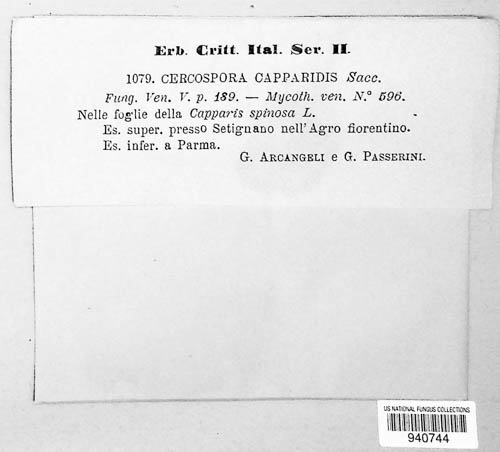 Erb. Critt. Ital. Ser. II.
1079. CERCOSPORA CAPPARIDIS Sacc.
Fung. Ven. V. p. 189. — Mycoth. ven. N.° 596.
Nelle foglie della Capparis spinosa L.
Es. super. presso Setignano nell'Agro fiorentino.
Es. infer. a Parma.
G. ARCANGELI e G. PASSERINI.
US NATIONAL FUNGUS COLLECTIONS
940744